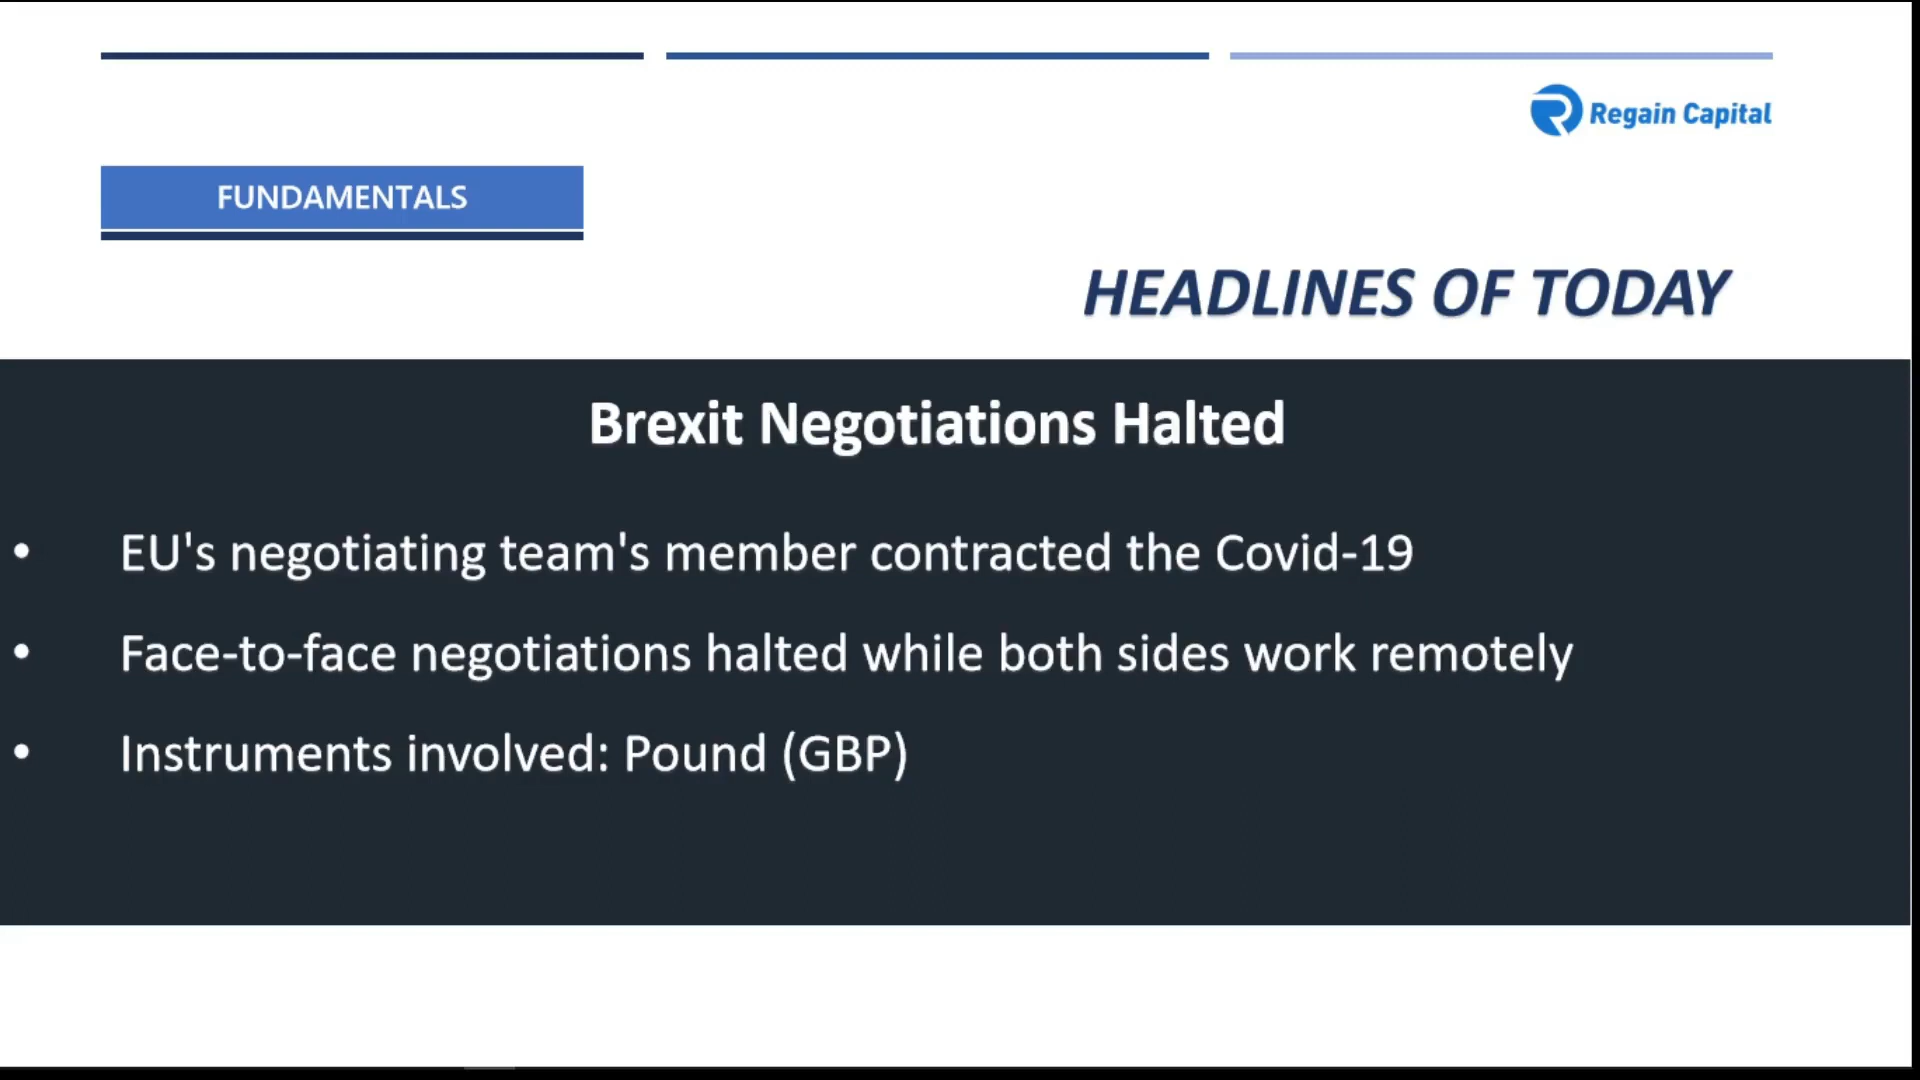 Regain Capital
FUNDAMENTALS
HEADLINES OF TODAY
Brexit Negotiations Halted
• EU's negotiating team's member contracted the Covid-19
• Face-to-face negotiations halted while both sides work remotely
• Instruments involved: Pound (GBP)